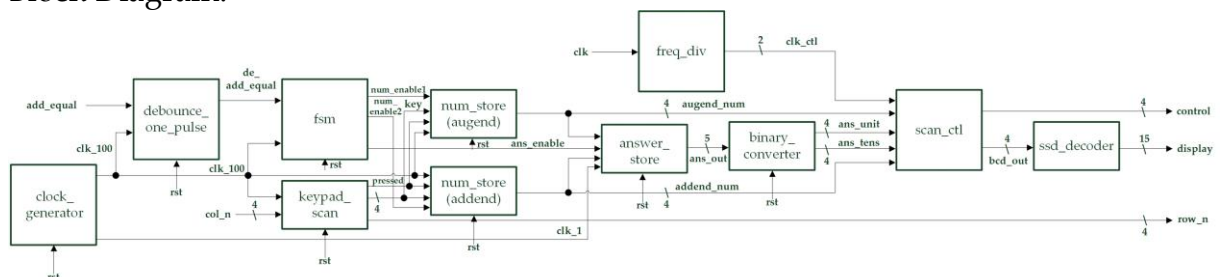 Block Diagram:
clk
freq_div
2
clk_ctl
add_equal
debounce_
one_pulse
de_
add_equal
fsm
num_enable1
num_
enable2
key
num_store
(augend)
4
augend_num
4
control
clk_100
clk_100
rst
rst
rst
ans_enable
answer_
store
5
ans_out
binary_
converter
4
ans_unit
4
ans_tens
scan_ctl
4
bcd_out
ssd_decoder
15
display
clock_
generator
col_n
4
keypad_
scan
pressed
4
num_store
(addend)
addend_num
4
rst
rst
clk_1
row_n
4
rst
rst
rst